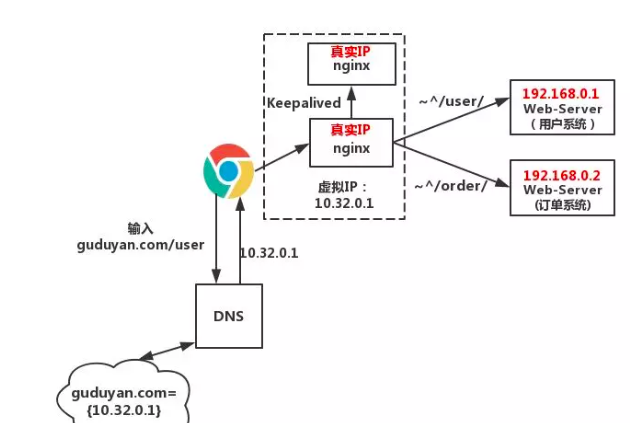 真实IP
nginx
Keepalived
真实IP
nginx
虚拟IP：
10.32.0.1
~^/user/
~^/order/
192.168.0.1
Web-Server
（用户系统）
192.168.0.2
Web-Server
(订单系统)
输入
guduyan.com/user
10.32.0.1
DNS
guduyan.com=
{10.32.0.1}